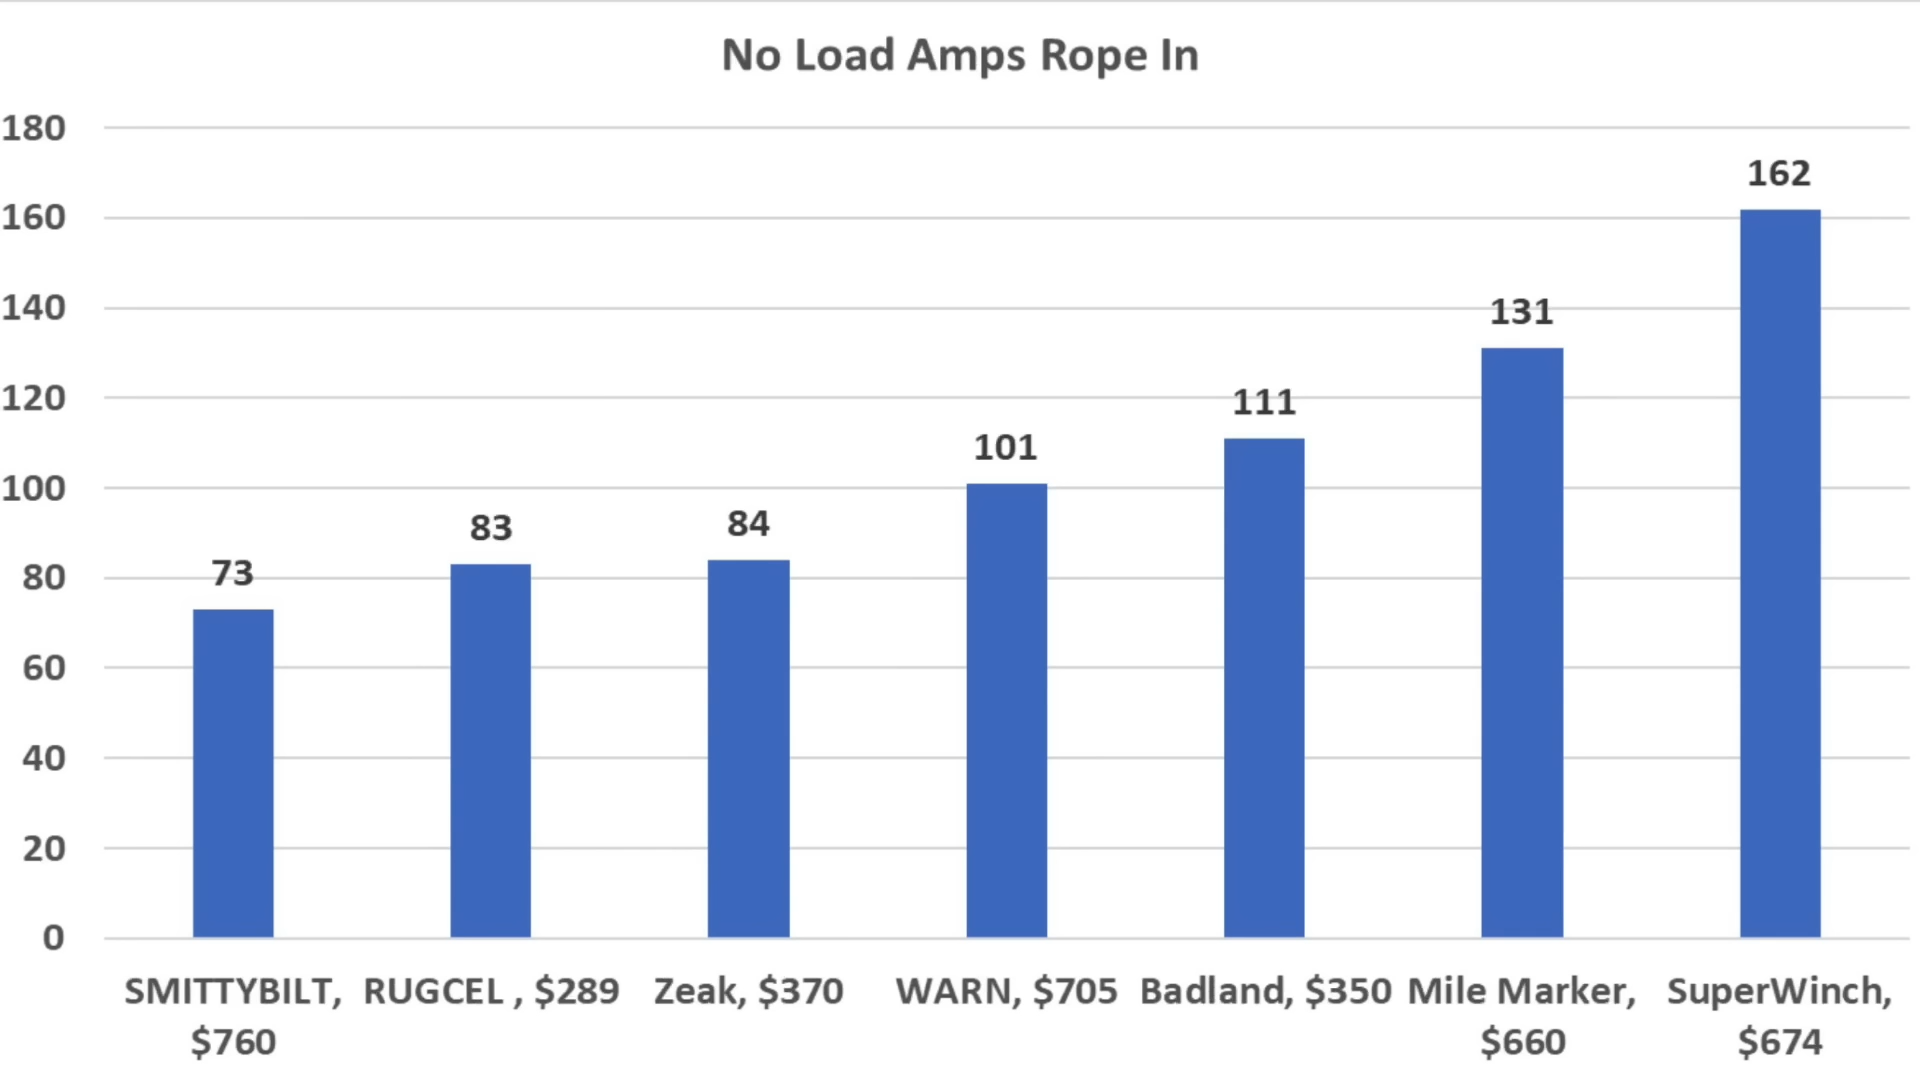 No Load Amps Rope In
180
160
140
120
100
80
60
40
20
0
73
83
84
101
111
131
162
SMITTYBILT, $760
RUGCEL , $289
Zeak, $370
WARN, $705
Badland, $350
Mile Marker, $660
SuperWinch, $674